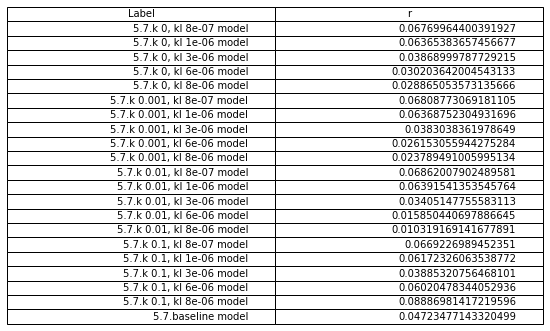 Label r
5.7.k 0, kl 8e-07 model 0.06769964400391927
5.7.k 0, kl 1e-06 model 0.06365383657456677
5.7.k 0, kl 3e-06 model 0.03868999787729215
5.7.k 0, kl 6e-06 model 0.030203642004543133
5.7.k 0, kl 8e-06 model 0.028865053573135666
5.7.k 0.001, kl 8e-07 model 0.06808773069181105
5.7.k 0.001, kl 1e-06 model 0.06368752304931696
5.7.k 0.001, kl 3e-06 model 0.0383038361978649
5.7.k 0.001, kl 6e-06 model 0.026153055944275284
5.7.k 0.001, kl 8e-06 model 0.023789491005995134
5.7.k 0.01, kl 8e-07 model 0.06862007902489581
5.7.k 0.01, kl 1e-06 model 0.06391541353545764
5.7.k 0.01, kl 3e-06 model 0.03405147755583113
5.7.k 0.01, kl 6e-06 model 0.015850440697886645
5.7.k 0.01, kl 8e-06 model 0.010319169141677891
5.7.k 0.1, kl 8e-07 model 0.0669226989452351
5.7.k 0.1, kl 1e-06 model 0.06172326063538772
5.7.k 0.1, kl 3e-06 model 0.03885320756468101
5.7.k 0.1, kl 6e-06 model 0.06020478344052936
5.7.k 0.1, kl 8e-06 model 0.08886981417219596
5.7.baseline model 0.04723477143320499